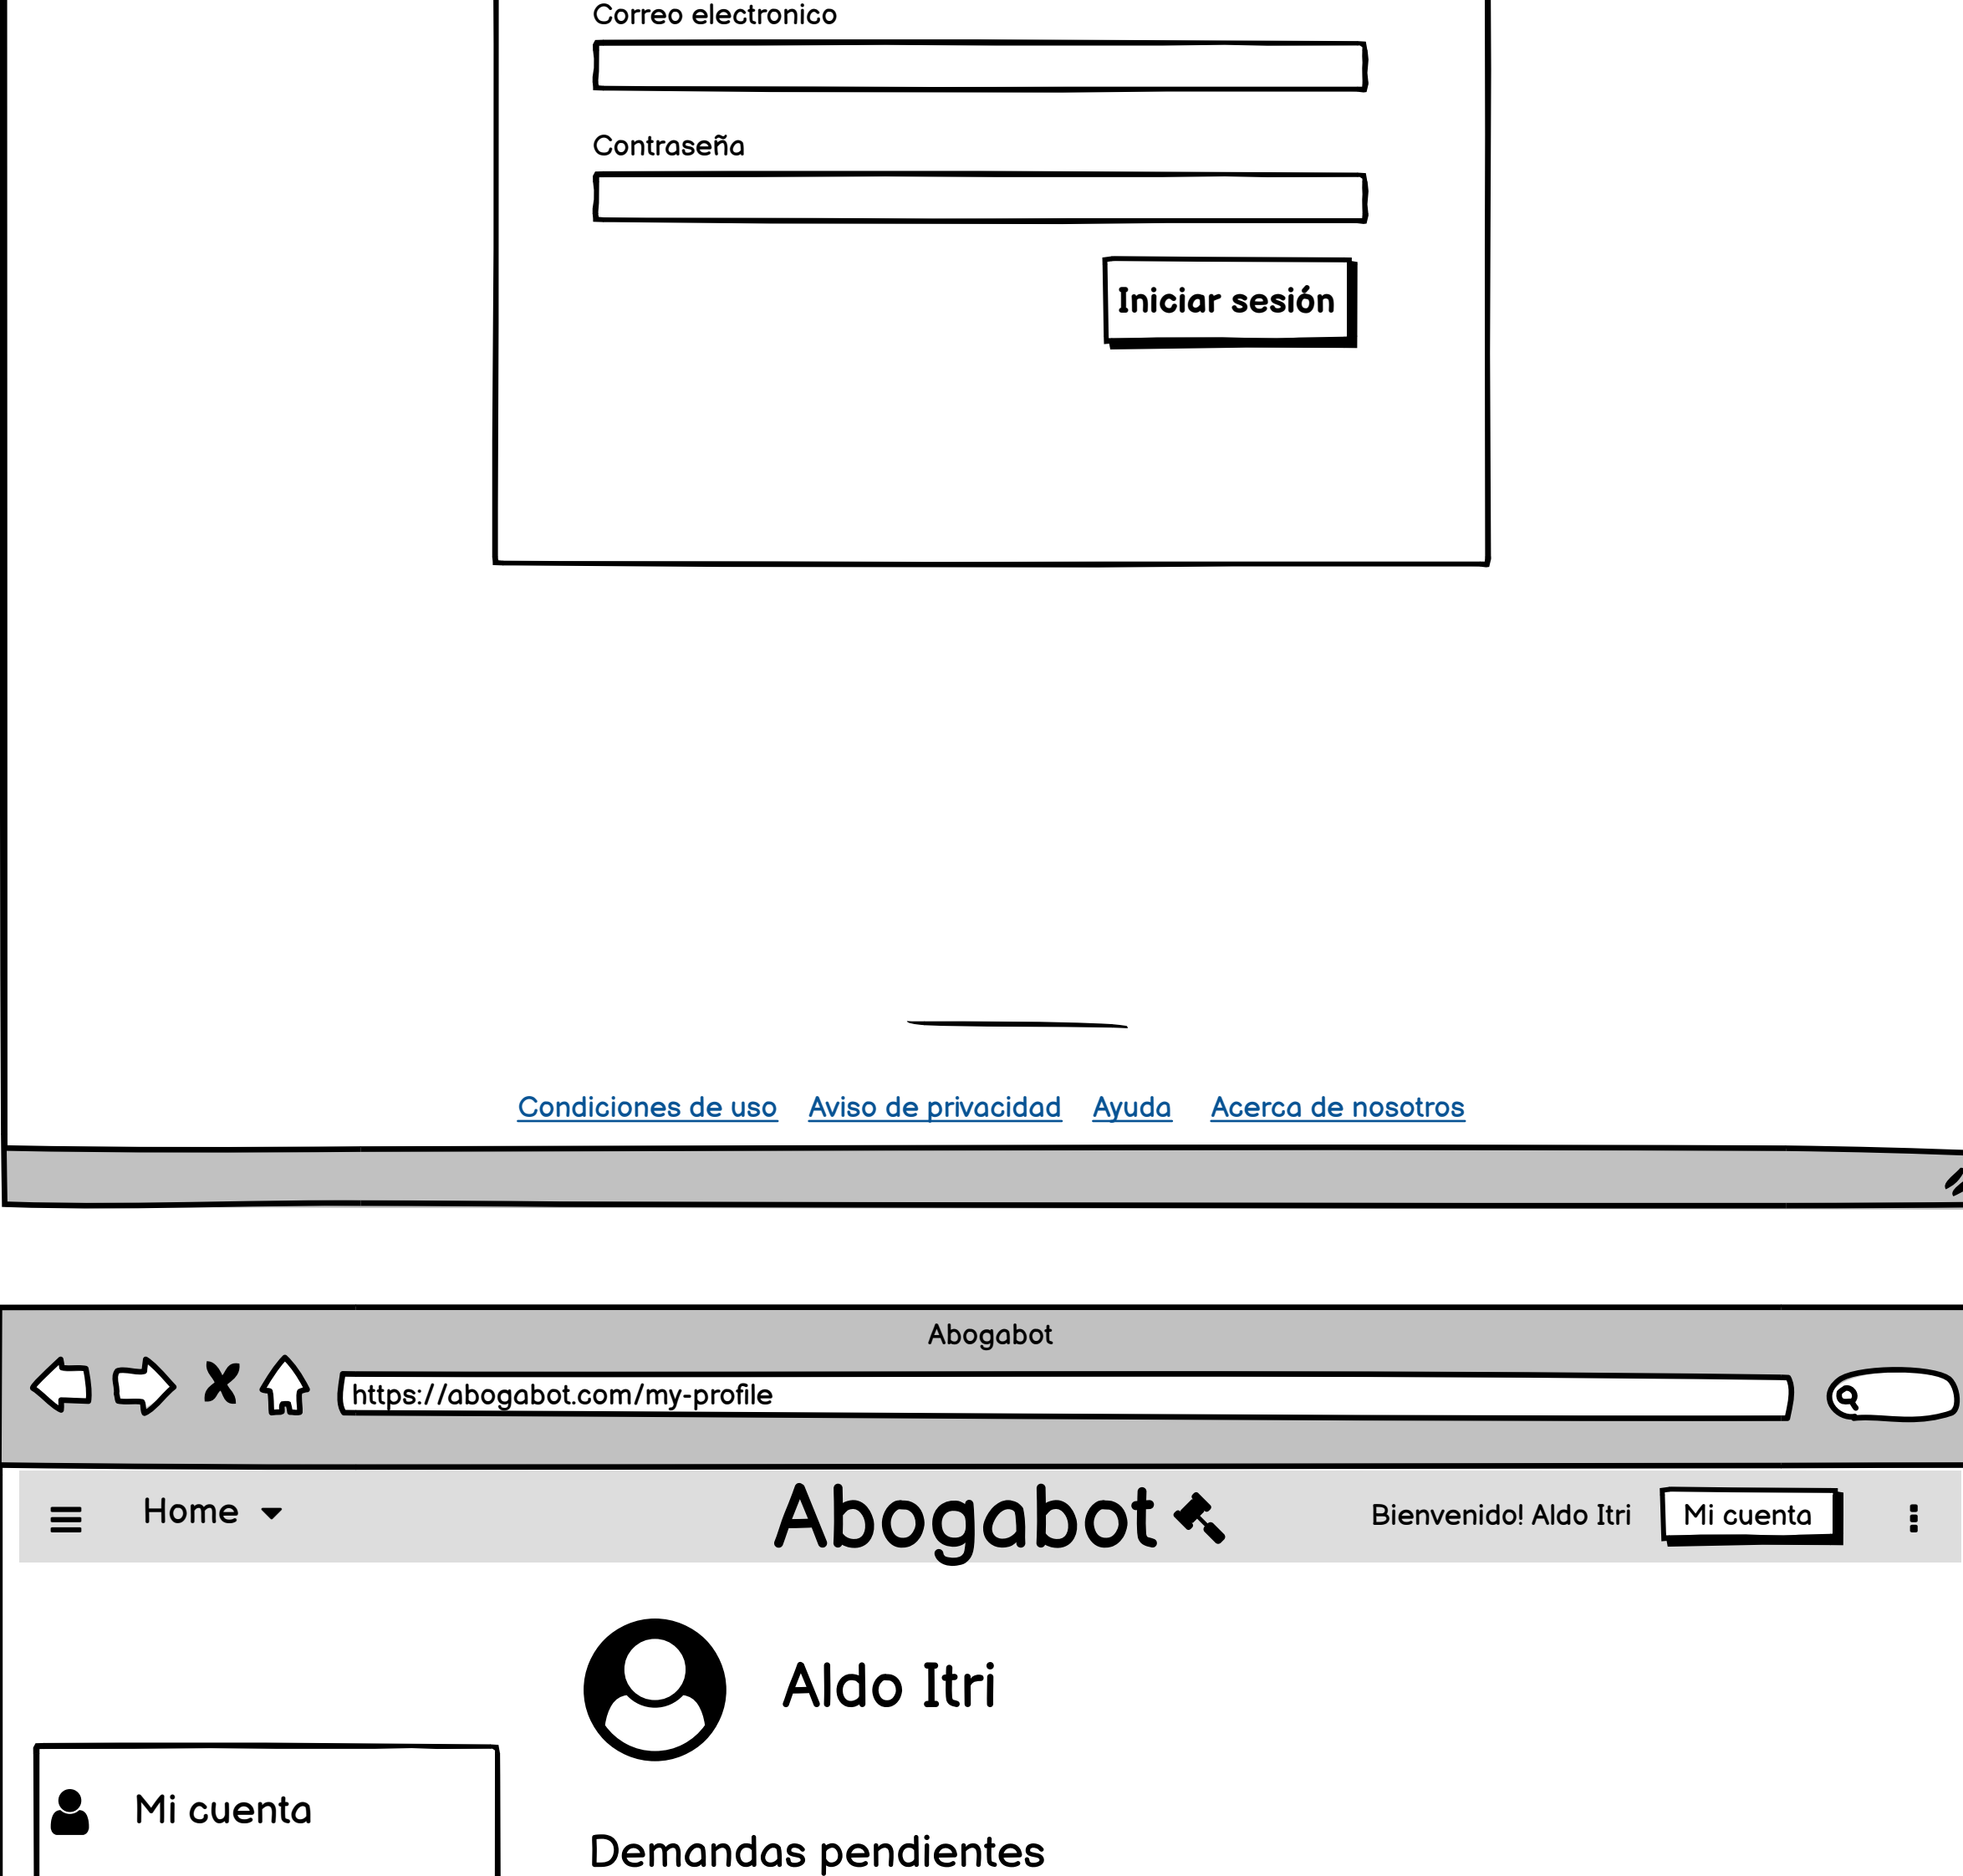 Correo electronico
Contraseña
Iniciar sesión
Condiciones de uso Aviso de privacidad Ayuda Acerca de nosotros
Abogabot
https://abogabot.com/my-profile
Home Abogabot Bienvenido! Aldo Itri Mi cuenta
Aldo Itri
Mi cuenta
Demandas pendientes